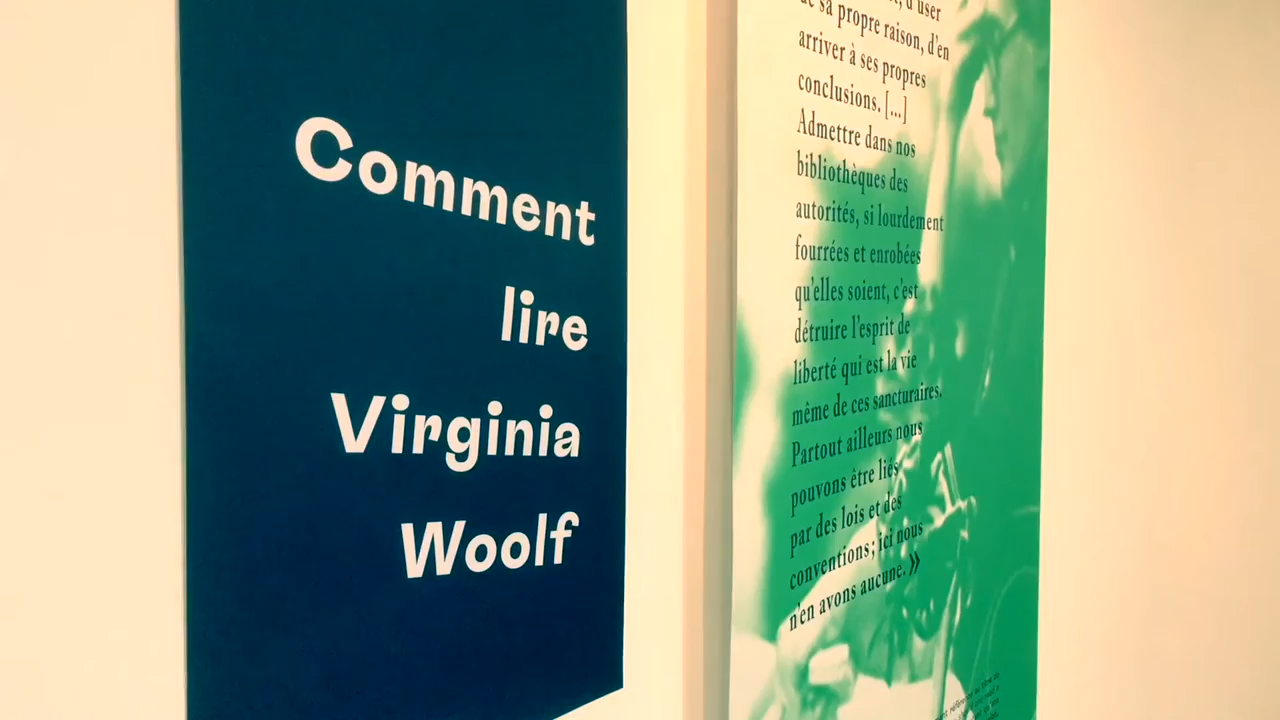 Comment
lire
Virginia
Woolf
d'user
de sa propre raison, d'en
arriver à ses propres
conclusions. [...]
Admettre dans nos
bibliothèques des
autorités, si lourdement
fourrées et enrobées
qu'elles soient, c'est
détruire l'esprit de
liberté qui est la vie
même de ces sancturaires.
Partout ailleurs nous
pouvons être liés
par des lois et des
conventions ; ici nous
n'en avons aucune. »